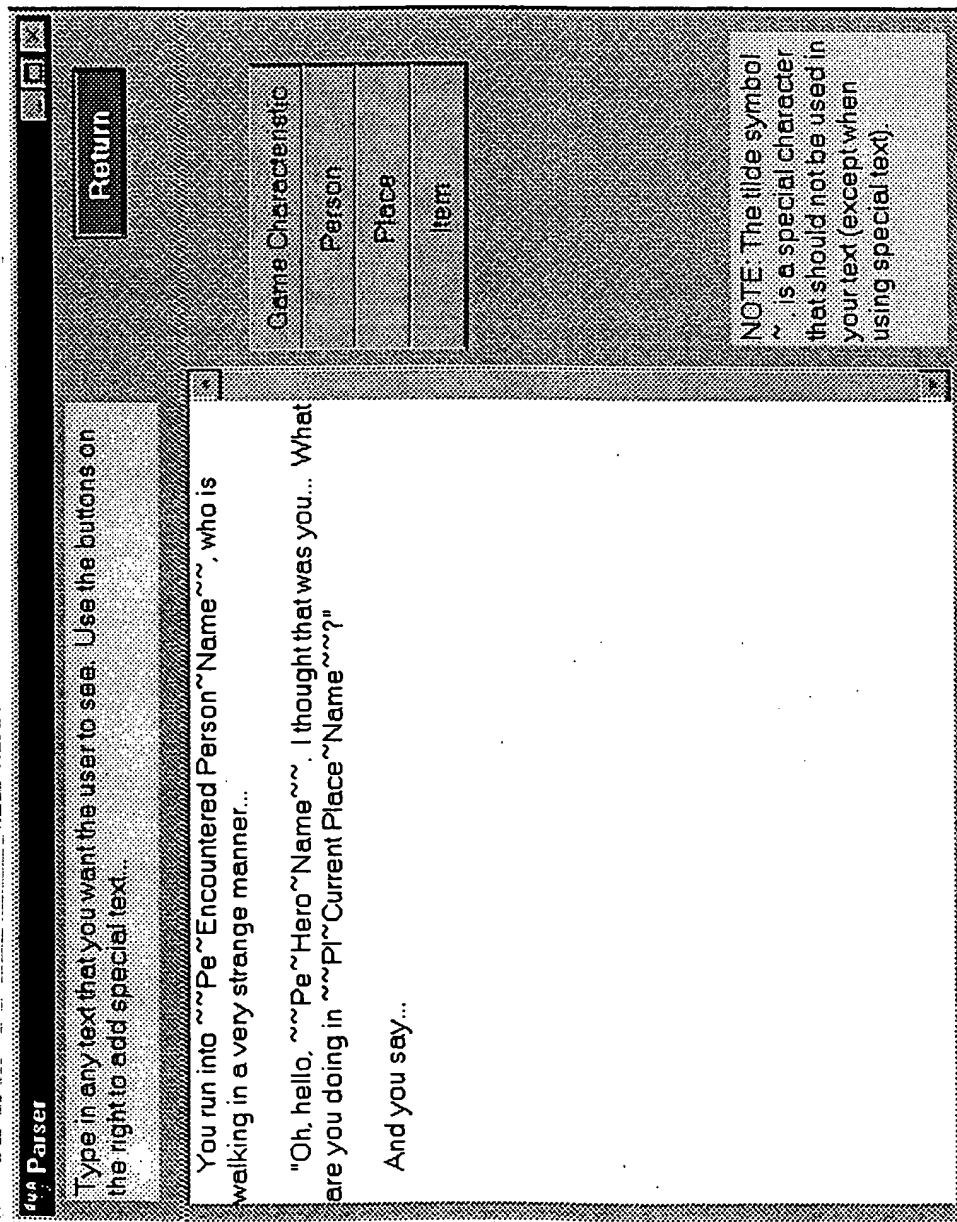 Parser
Type in any text that you want the user to see. Use the buttons on
the right to add special text...
Return
You run into ~~Pe~Encountered Person~Name~~, who is
walking in a very strange manner...
"Oh, hello, ~~Pe~Hero~Name~~. I thought that was you... What
are you doing in ~~Pl~Current Place~Name~~?"
And you say...
Game Characteristic
Person
Place
Item
NOTE: The tilde symbol
~, is a special character
that should not be used in
your text (except when
using special text).